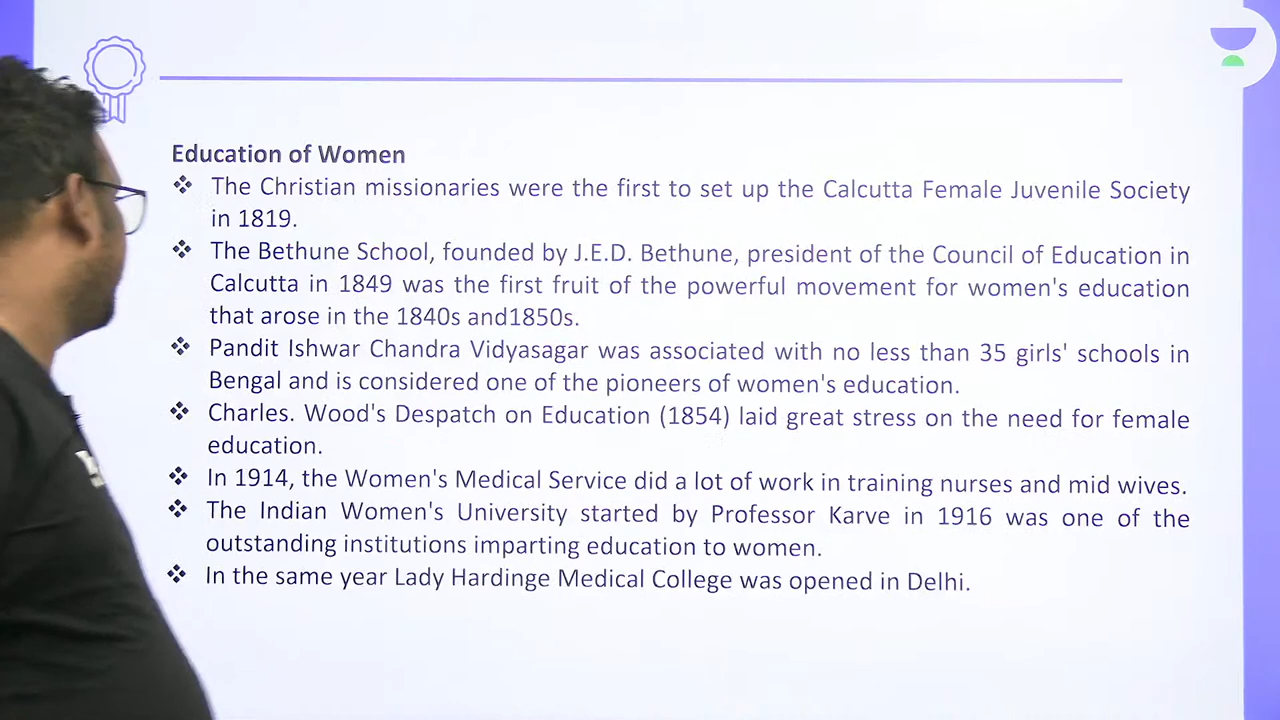 Education of Women
❖ The Christian missionaries were the first to set up the Calcutta Female Juvenile Society
in 1819.
❖ The Bethune School, founded by J.E.D. Bethune, president of the Council of Education in
Calcutta in 1849 was the first fruit of the powerful movement for women's education
that arose in the 1840s and1850s.
❖ Pandit Ishwar Chandra Vidyasagar was associated with no less than 35 girls' schools in
Bengal and is considered one of the pioneers of women's education.
❖ Charles. Wood's Despatch on Education (1854) laid great stress on the need for female
education.
❖ In 1914, the Women's Medical Service did a lot of work in training nurses and mid wives.
❖ The Indian Women's University started by Professor Karve in 1916 was one of the
outstanding institutions imparting education to women.
❖ In the same year Lady Hardinge Medical College was opened in Delhi.